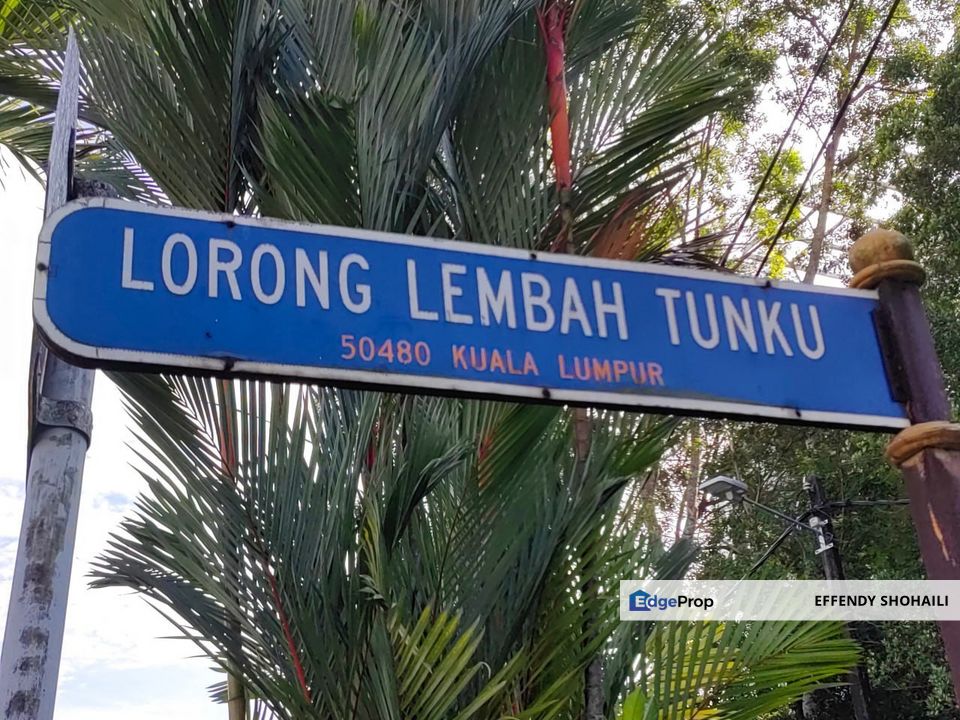 LORONG LEMBAH TUNKU
50480 KUALA LUMPUR
EdgeProp
EFFENDY SHOHAILI